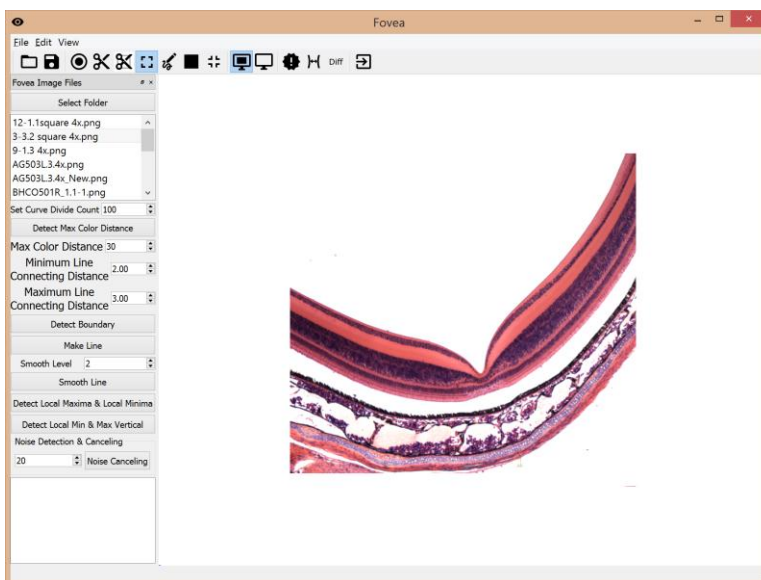 Fovea
File Edit View
Diff
Fovea Image Files
Select Folder
12-1.1square 4x.png
3-3.2 square 4x.png
9-1.3 4x.png
AG503L.3.4x.png
AG503L.3.4x_New.png
BHCO501R_1.1-1.png
Set Curve Divide Count 100
Detect Max Color Distance
Max Color Distance 30
Minimum Line
Connecting Distance 2.00
Maximum Line
Connecting Distance 3.00
Detect Boundary
Make Line
Smooth Level 2
Smooth Line
Detect Local Maxima & Local Minima
Detect Local Min & Max Vertical
Noise Detection & Canceling
20 Noise Canceling